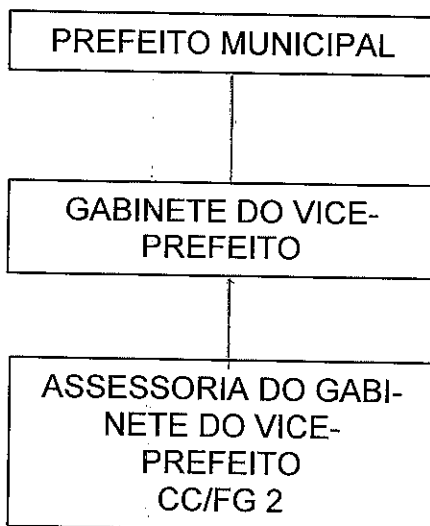 PREFEITO MUNICIPAL
GABINETE DO VICE-
PREFEITO
ASSESSORIA DO GABI-
NETE DO VICE-
PREFEITO
CC/FG 2